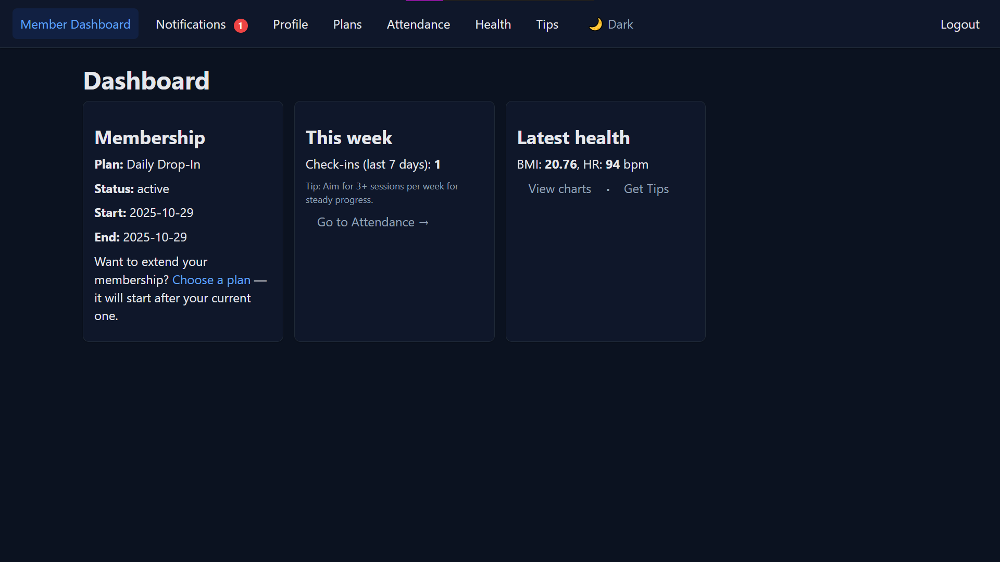 Member Dashboard Notifications 1 Profile Plans Attendance Health Tips 🌙 Dark Logout
Dashboard
Membership
Plan: Daily Drop-In
Status: active
Start: 2025-10-29
End: 2025-10-29
Want to extend your
membership? Choose a plan —
it will start after your current
one.
This week
Check-ins (last 7 days): 1
Tip: Aim for 3+ sessions per week for
steady progress.
Go to Attendance →
Latest health
BMI: 20.76, HR: 94 bpm
View charts • Get Tips